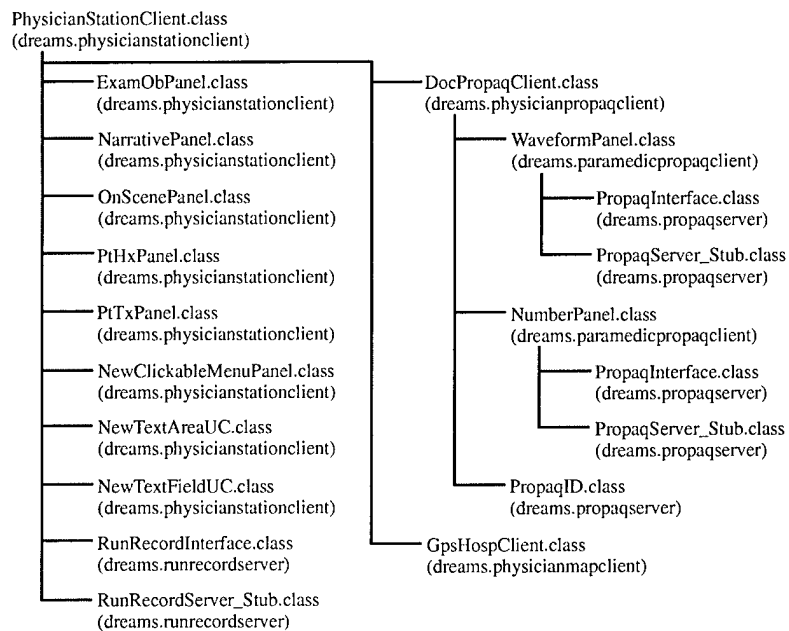 PhysicianStationClient.class
(dreams.physicianstationclient)
ExamObPanel.class
(dreams.physicianstationclient)
NarrativePanel.class
(dreams.physicianstationclient)
OnScenePanel.class
(dreams.physicianstationclient)
PtHxPanel.class
(dreams.physicianstationclient)
PtTxPanel.class
(dreams.physicianstationclient)
NewClickableMenuPanel.class
(dreams.physicianstationclient)
NewTextAreaUC.class
(dreams.physicianstationclient)
NewTextFieldUC.class
(dreams.physicianstationclient)
RunRecordInterface.class
(dreams.runrecordserver)
RunRecordServer_Stub.class
(dreams.runrecordserver)
DocPropaqClient.class
(dreams.physicianpropaqclient)
WaveformPanel.class
(dreams.paramedicpropaqclient)
PropaqInterface.class
(dreams.propaqserver)
PropaqServer_Stub.class
(dreams.propaqserver)
NumberPanel.class
(dreams.paramedicpropaqclient)
PropaqInterface.class
(dreams.propaqserver)
PropaqServer_Stub.class
(dreams.propaqserver)
PropaqID.class
(dreams.propaqserver)
GpsHospClient.class
(dreams.physicianmapclient)